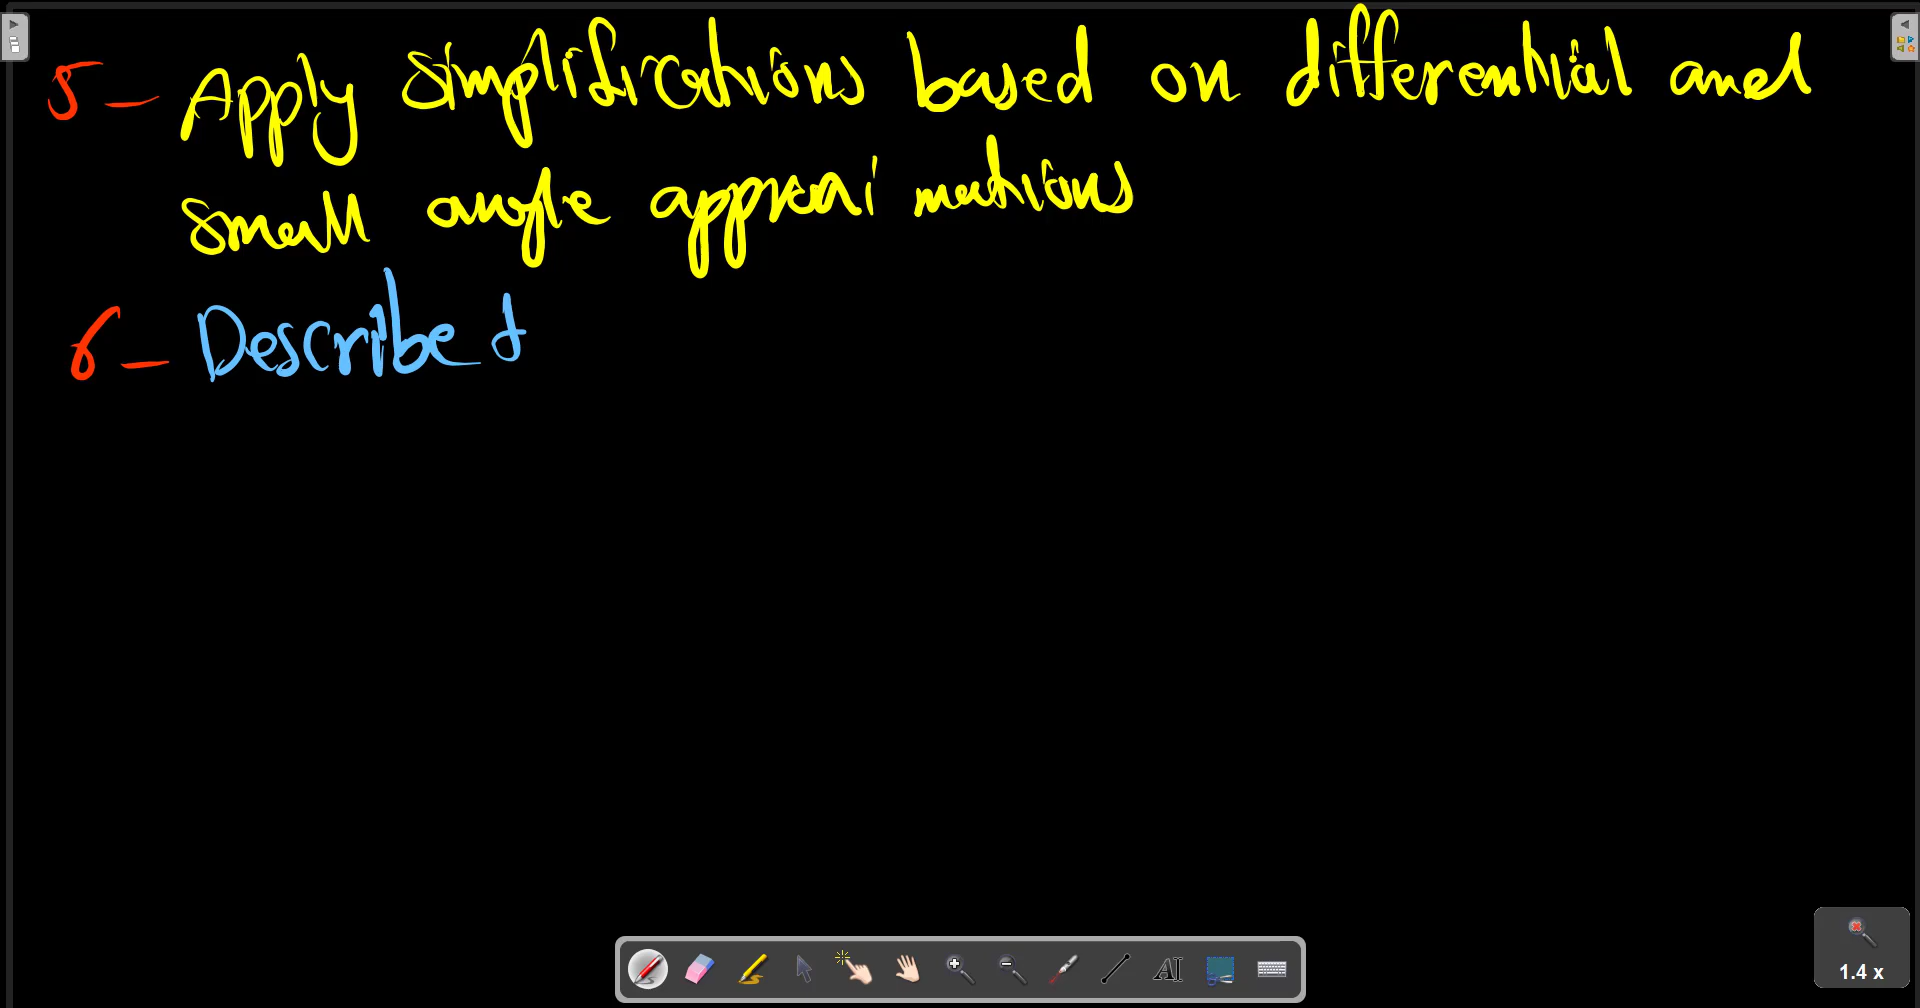 5- Apply simplifications based on differential and
small angle approximations
6- Describe t
1.4 x